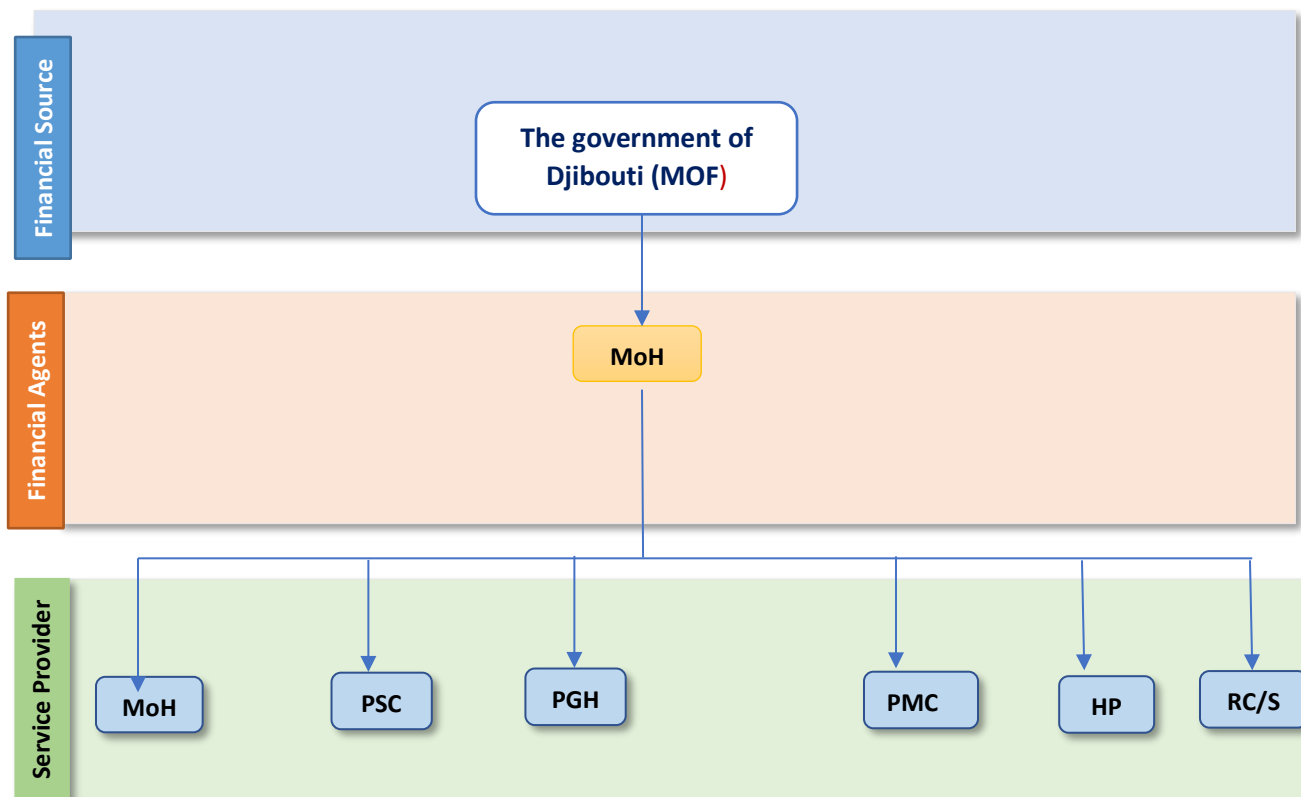 Financial Source
The government of
Djibouti (MOF)
Financial Agents
MoH
Service Provider
MoH
PSC
PGH
PMC
HP
RC/S